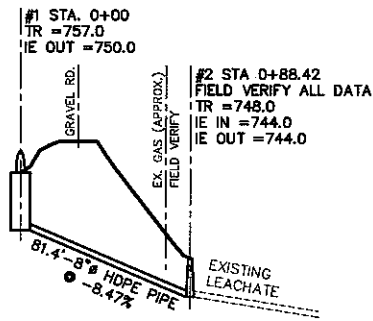 #1 STA. 0+00
TR =757.0
IE OUT =750.0
GRAVEL RD.
EX. GAS (APPROX.)
FIELD VERIFY
#2 STA 0+88.42
FIELD VERIFY ALL DATA
TR =748.0
IE IN =744.0
IE OUT =744.0
81.4'-8"ø HDPE PIPE
@ -8.47%
EXISTING
LEACHATE